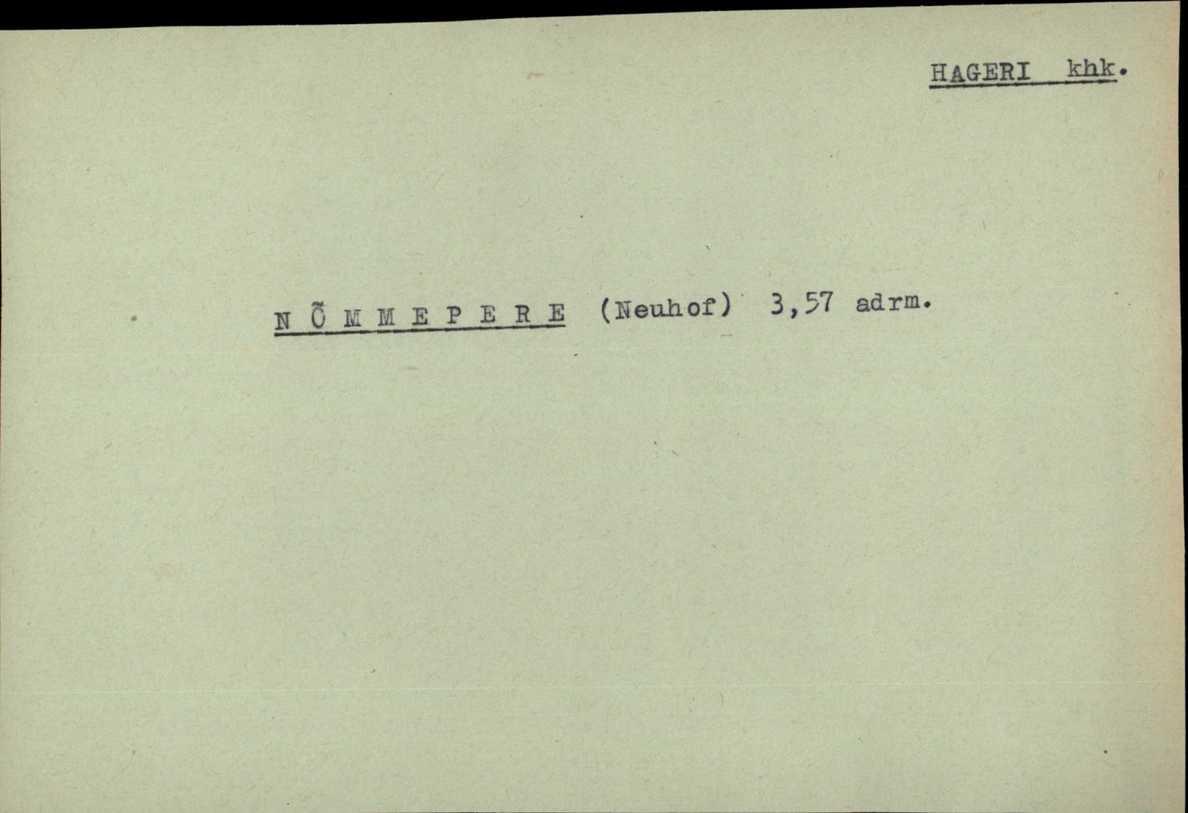 HAGERI khk.
N Õ M M E P E R E (Neuhof) 3,57 adrm.